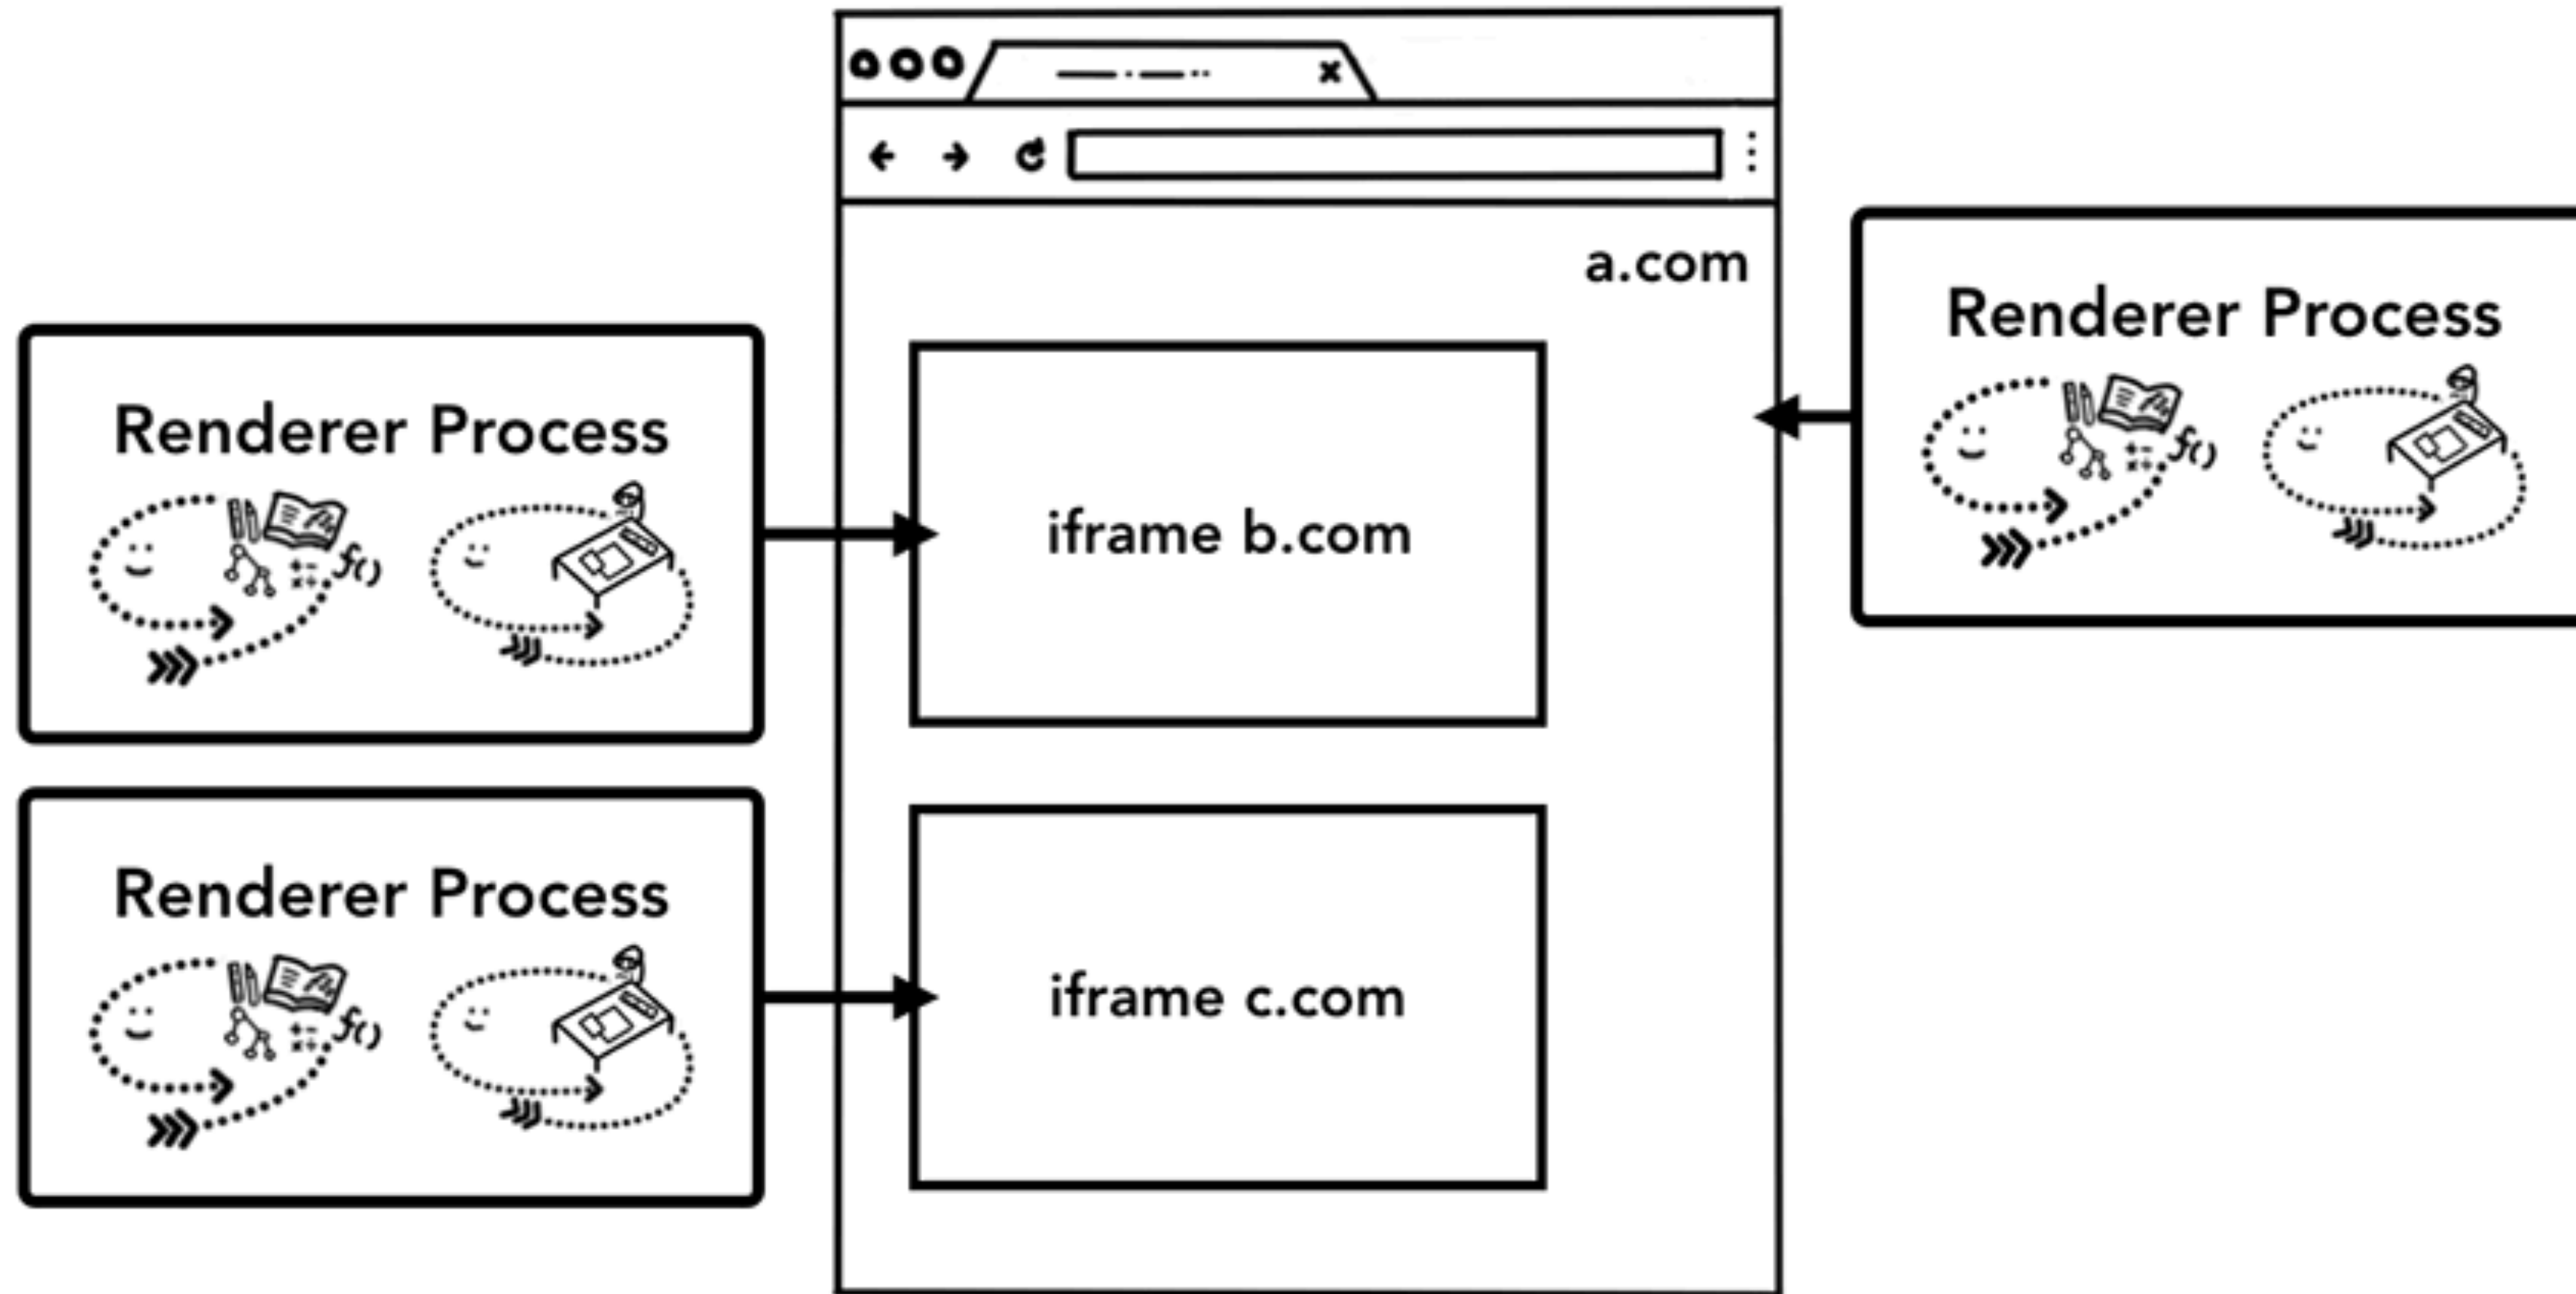 a.com
Renderer Process
f()
Renderer Process
f()
iframe b.com
Renderer Process
f()
iframe c.com